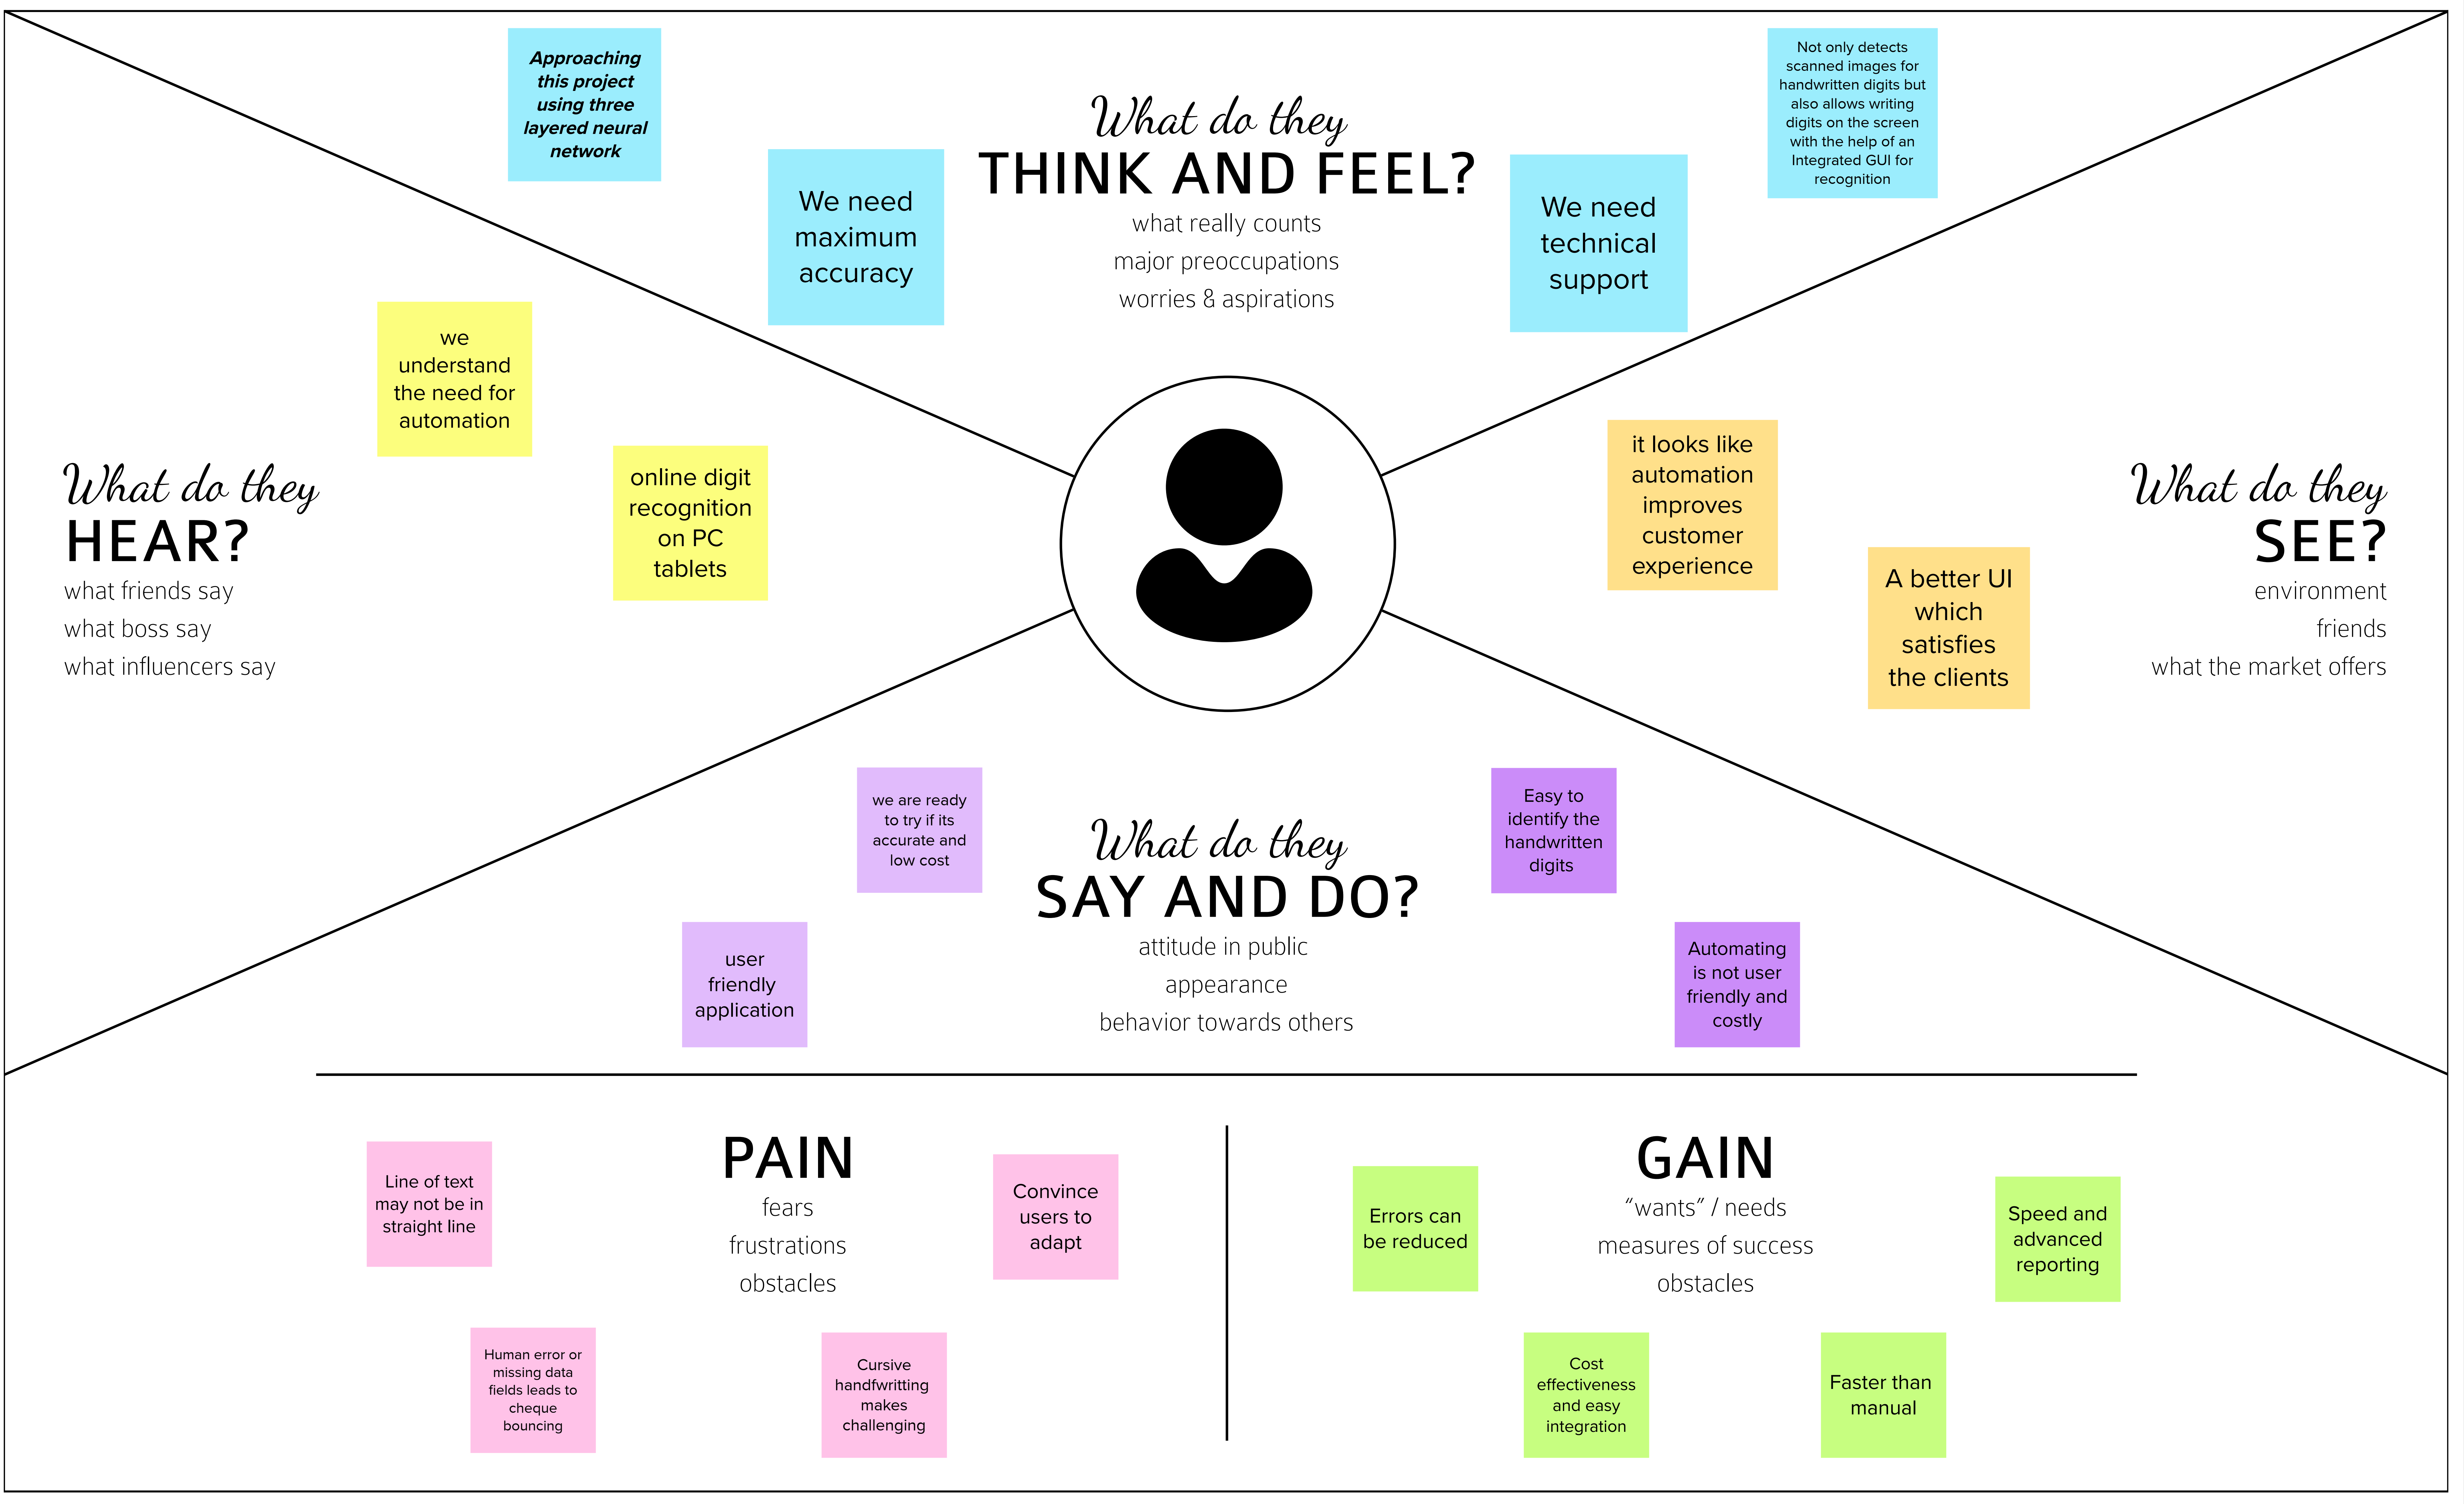 Approaching
this project
using three
layered neural
network
We need
maximum
accuracy
What do they
THINK AND FEEL?
what really counts
major preoccupations
worries & aspirations
We need
technical
support
Not only detects
scanned images for
handwritten digits but
also allows writing
digits on the screen
with the help of an
Integrated GUI for
recognition
we
understand
the need for
automation
online digit
recognition
on PC
tablets
What do they
HEAR?
what friends say
what boss say
what influencers say
it looks like
automation
improves
customer
experience
A better UI
which
satisfies
the clients
What do they
SEE?
environment
friends
what the market offers
we are ready
to try if its
accurate and
low cost
user
friendly
application
What do they
SAY AND DO?
attitude in public
appearance
behavior towards others
Easy to
identify the
handwritten
digits
Automating
is not user
friendly and
costly
Line of text
may not be in
straight line
PAIN
fears
frustrations
obstacles
Convince
users to
adapt
Human error or
missing data
fields leads to
cheque
bouncing
Cursive
handfwritting
makes
challenging
Errors can
be reduced
GAIN
“wants” / needs
measures of success
obstacles
Speed and
advanced
reporting
Cost
effectiveness
and easy
integration
Faster than
manual